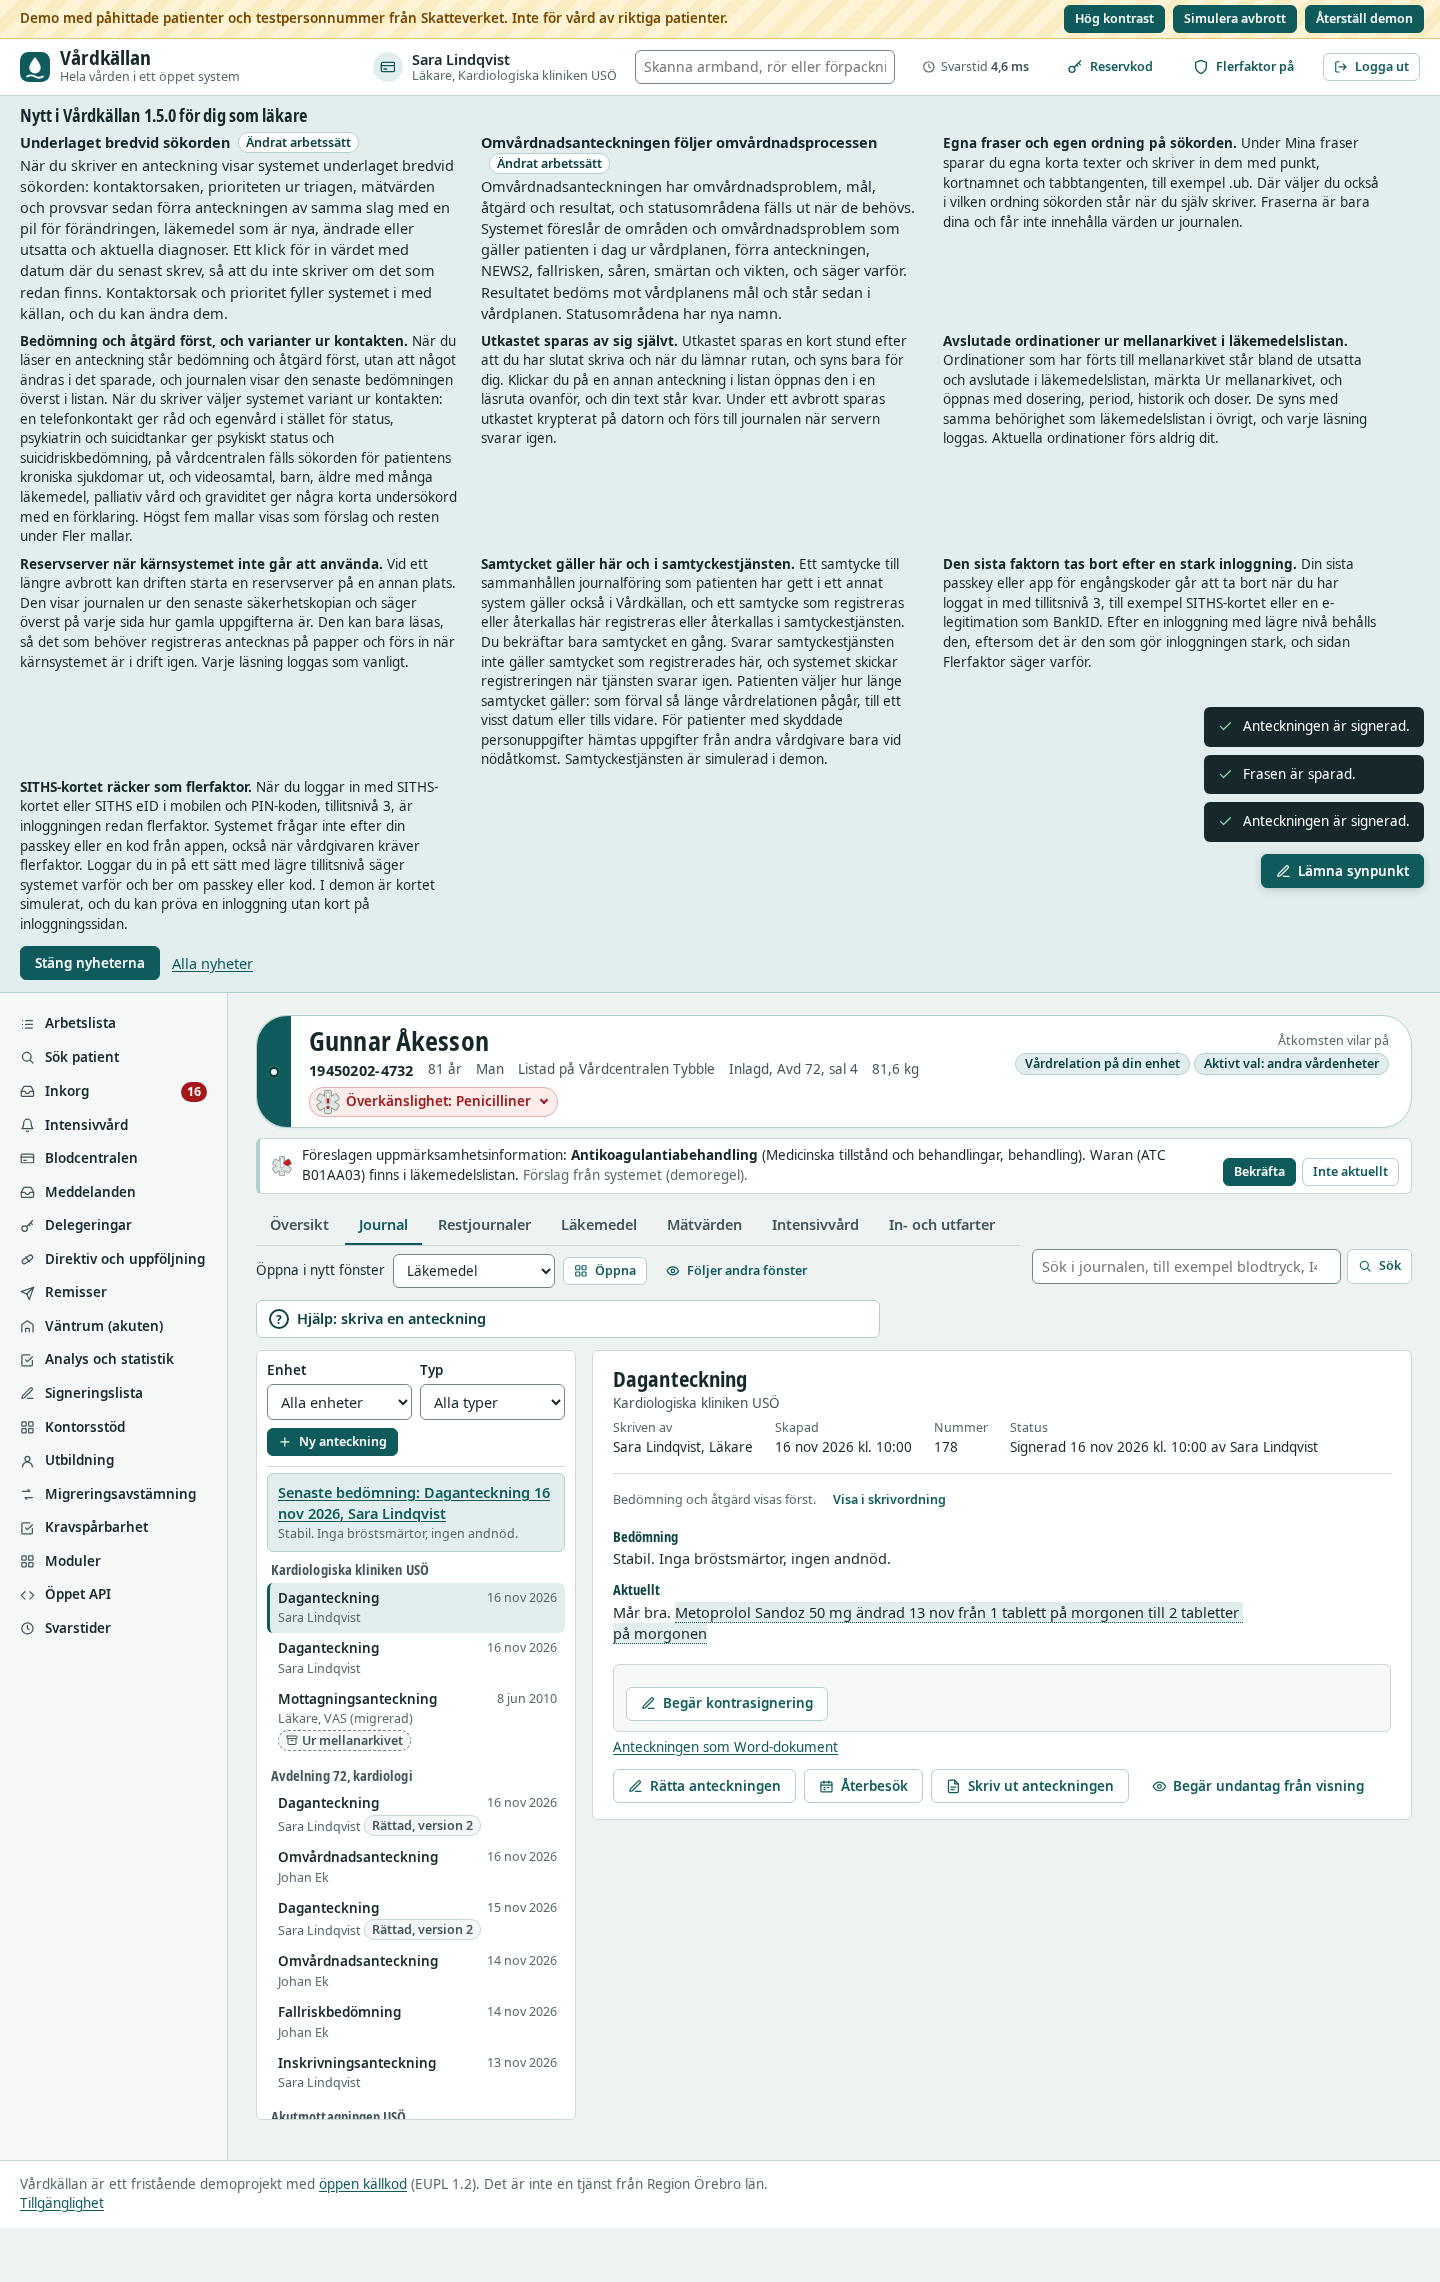 Demo med påhittade patienter och testpersonnummer från Skatteverket. Inte för vård av riktiga patienter.
Hög kontrast
Simulera avbrott
Återställ demon
Vårdkällan
Hela vården i ett öppet system
Sara Lindqvist
Läkare, Kardiologiska kliniken USÖ
Skanna armband, rör eller förpackni
Svarstid 4,6 ms
Reservkod
Flerfaktor på
Logga ut
Nytt i Vårdkällan 1.5.0 för dig som läkare
Underlaget bredvid sökorden Ändrat arbetssätt
När du skriver en anteckning visar systemet underlaget bredvid
sökorden: kontaktorsaken, prioriteten ur triagen, mätvärden
och provsvar sedan förra anteckningen av samma slag med en
pil för förändringen, läkemedel som är nya, ändrade eller
utsatta och aktuella diagnoser. Ett klick för in värdet med
datum där du senast skrev, så att du inte skriver om det som
redan finns. Kontaktorsak och prioritet fyller systemet i med
källan, och du kan ändra dem.
Omvårdnadsanteckningen följer omvårdnadsprocessen
Ändrat arbetssätt
Omvårdnadsanteckningen har omvårdnadsproblem, mål,
åtgärd och resultat, och statusområdena fälls ut när de behövs.
Systemet föreslår de områden och omvårdnadsproblem som
gäller patienten i dag ur vårdplanen, förra anteckningen,
NEWS2, fallrisken, såren, smärtan och vikten, och säger varför.
Resultatet bedöms mot vårdplanens mål och står sedan i
vårdplanen. Statusområdena har nya namn.
Egna fraser och egen ordning på sökorden. Under Mina fraser
sparar du egna korta texter och skriver in dem med punkt,
kortnamnet och tabbtangenten, till exempel .ub. Där väljer du också
i vilken ordning sökorden står när du själv skriver. Fraserna är bara
dina och får inte innehålla värden ur journalen.
Bedömning och åtgärd först, och varianter ur kontakten. När du
läser en anteckning står bedömning och åtgärd först, utan att något
ändras i det sparade, och journalen visar den senaste bedömningen
överst i listan. När du skriver väljer systemet variant ur kontakten:
en telefonkontakt ger råd och egenvård i stället för status,
psykiatrin och suicidtankar ger psykiskt status och
suicidriskbedömning, på vårdcentralen fälls sökorden för patientens
kroniska sjukdomar ut, och videosamtal, barn, äldre med många
läkemedel, palliativ vård och graviditet ger några korta undersökord
med en förklaring. Högst fem mallar visas som förslag och resten
under Fler mallar.
Utkastet sparas av sig självt. Utkastet sparas en kort stund efter
att du har slutat skriva och när du lämnar rutan, och syns bara för
dig. Klickar du på en annan anteckning i listan öppnas den i en
läsruta ovanför, och din text står kvar. Under ett avbrott sparas
utkastet krypterat på datorn och förs till journalen när servern
svarar igen.
Avslutade ordinationer ur mellanarkivet i läkemedelslistan.
Ordinationer som har förts till mellanarkivet står bland de utsatta
och avslutade i läkemedelslistan, märkta Ur mellanarkivet, och
öppnas med dosering, period, historik och doser. De syns med
samma behörighet som läkemedelslistan i övrigt, och varje läsning
loggas. Aktuella ordinationer förs aldrig dit.
Reservserver när kärnsystemet inte går att använda. Vid ett
längre avbrott kan driften starta en reservserver på en annan plats.
Den visar journalen ur den senaste säkerhetskopian och säger
överst på varje sida hur gamla uppgifterna är. Den kan bara läsas,
så det som behöver registreras antecknas på papper och förs in när
kärnsystemet är i drift igen. Varje läsning loggas som vanligt.
Samtycket gäller här och i samtyckestjänsten. Ett samtycke till
sammanhållen journalföring som patienten har gett i ett annat
system gäller också i Vårdkällan, och ett samtycke som registreras
eller återkallas här registreras eller återkallas i samtyckestjänsten.
Du bekräftar bara samtycket en gång. Svarar samtyckestjänsten
inte gäller samtycket som registrerades här, och systemet skickar
registreringen när tjänsten svarar igen. Patienten väljer hur länge
samtycket gäller: som förval så länge vårdrelationen pågår, till ett
visst datum eller tills vidare. För patienter med skyddade
personuppgifter hämtas uppgifter från andra vårdgivare bara vid
nödåtkomst. Samtyckestjänsten är simulerad i demon.
Den sista faktorn tas bort efter en stark inloggning. Din sista
passkey eller app för engångskoder går att ta bort när du har
loggat in med tillitsnivå 3, till exempel SITHS-kortet eller en e-
legitimation som BankID. Efter en inloggning med lägre nivå behålls
den, eftersom det är den som gör inloggningen stark, och sidan
Flerfaktor säger varför.
Anteckningen är signerad.
Frasen är sparad.
Anteckningen är signerad.
Lämna synpunkt
SITHS-kortet räcker som flerfaktor. När du loggar in med SITHS-
kortet eller SITHS eID i mobilen och PIN-koden, tillitsnivå 3, är
inloggningen redan flerfaktor. Systemet frågar inte efter din
passkey eller en kod från appen, också när vårdgivaren kräver
flerfaktor. Loggar du in på ett sätt med lägre tillitsnivå säger
systemet varför och ber om passkey eller kod. I demon är kortet
simulerat, och du kan pröva en inloggning utan kort på
inloggningssidan.
Stäng nyheterna
Alla nyheter
Arbetslista
Sök patient
Inkorg 16
Intensivvård
Blodcentralen
Meddelanden
Delegeringar
Direktiv och uppföljning
Remisser
Väntrum (akuten)
Analys och statistik
Signeringslista
Kontorsstöd
Utbildning
Migreringsavstämning
Kravspårbarhet
Moduler
Öppet API
Svarstider
Gunnar Åkesson
19450202-4732 81 år Man Listad på Vårdcentralen Tybble Inlagd, Avd 72, sal 4 81,6 kg
Överkänslighet: Penicilliner
Åtkomsten vilar på
Vårdrelation på din enhet
Aktivt val: andra vårdenheter
Föreslagen uppmärksamhetsinformation: Antikoagulantiabehandling (Medicinska tillstånd och behandlingar, behandling). Waran (ATC
B01AA03) finns i läkemedelslistan. Förslag från systemet (demoregel).
Bekräfta
Inte aktuellt
Översikt
Journal
Restjournaler
Läkemedel
Mätvärden
Intensivvård
In- och utfarter
Öppna i nytt fönster
Läkemedel
Öppna
Följer andra fönster
Sök i journalen, till exempel blodtryck, I4
Sök
? Hjälp: skriva en anteckning
Enhet
Typ
Alla enheter
Alla typer
Ny anteckning
Senaste bedömning: Daganteckning 16
nov 2026, Sara Lindqvist
Stabil. Inga bröstsmärtor, ingen andnöd.
Kardiologiska kliniken USÖ
Daganteckning 16 nov 2026
Sara Lindqvist
Daganteckning 16 nov 2026
Sara Lindqvist
Mottagningsanteckning 8 jun 2010
Läkare, VAS (migrerad)
Ur mellanarkivet
Avdelning 72, kardiologi
Daganteckning 16 nov 2026
Sara Lindqvist Rättad, version 2
Omvårdnadsanteckning 16 nov 2026
Johan Ek
Daganteckning 15 nov 2026
Sara Lindqvist Rättad, version 2
Omvårdnadsanteckning 14 nov 2026
Johan Ek
Fallriskbedömning 14 nov 2026
Johan Ek
Inskrivningsanteckning 13 nov 2026
Sara Lindqvist
Akutmottagningen USÖ
Daganteckning
Kardiologiska kliniken USÖ
Skriven av
Sara Lindqvist, Läkare
Skapad
16 nov 2026 kl. 10:00
Nummer
178
Status
Signerad 16 nov 2026 kl. 10:00 av Sara Lindqvist
Bedömning och åtgärd visas först. Visa i skrivordning
Bedömning
Stabil. Inga bröstsmärtor, ingen andnöd.
Aktuellt
Mår bra. Metoprolol Sandoz 50 mg ändrad 13 nov från 1 tablett på morgonen till 2 tabletter
på morgonen
Begär kontrasignering
Anteckningen som Word-dokument
Rätta anteckningen
Återbesök
Skriv ut anteckningen
Begär undantag från visning
Vårdkällan är ett fristående demoprojekt med öppen källkod (EUPL 1.2). Det är inte en tjänst från Region Örebro län.
Tillgänglighet